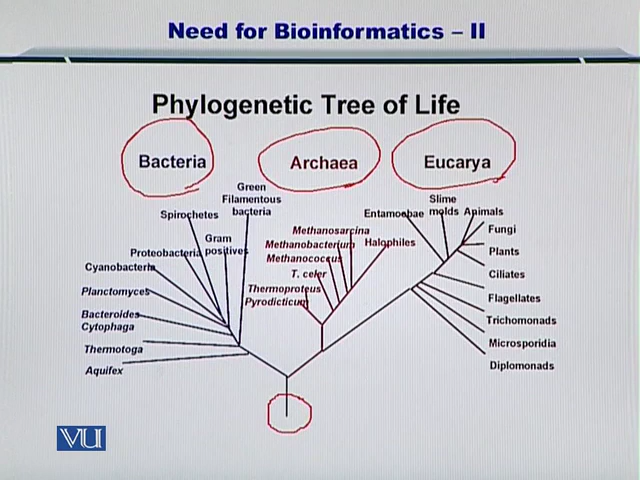 Need for Bioinformatics – II
Phylogenetic Tree of Life
Bacteria
Archaea
Eucarya
Green
Filamentous
bacteria
Spirochetes
Gram
positives
Proteobacteria
Cyanobacteria
Planctomyces
Bacteroides
Cytophaga
Thermotoga
Aquifex
Methanosarcina
Methanobacterium
Halophiles
Methanococcus
T. celer
Thermoproteus
Pyrodicticum
Entamoebae
Slime
molds
Animals
Fungi
Plants
Ciliates
Flagellates
Trichomonads
Microsporidia
Diplomonads
VU